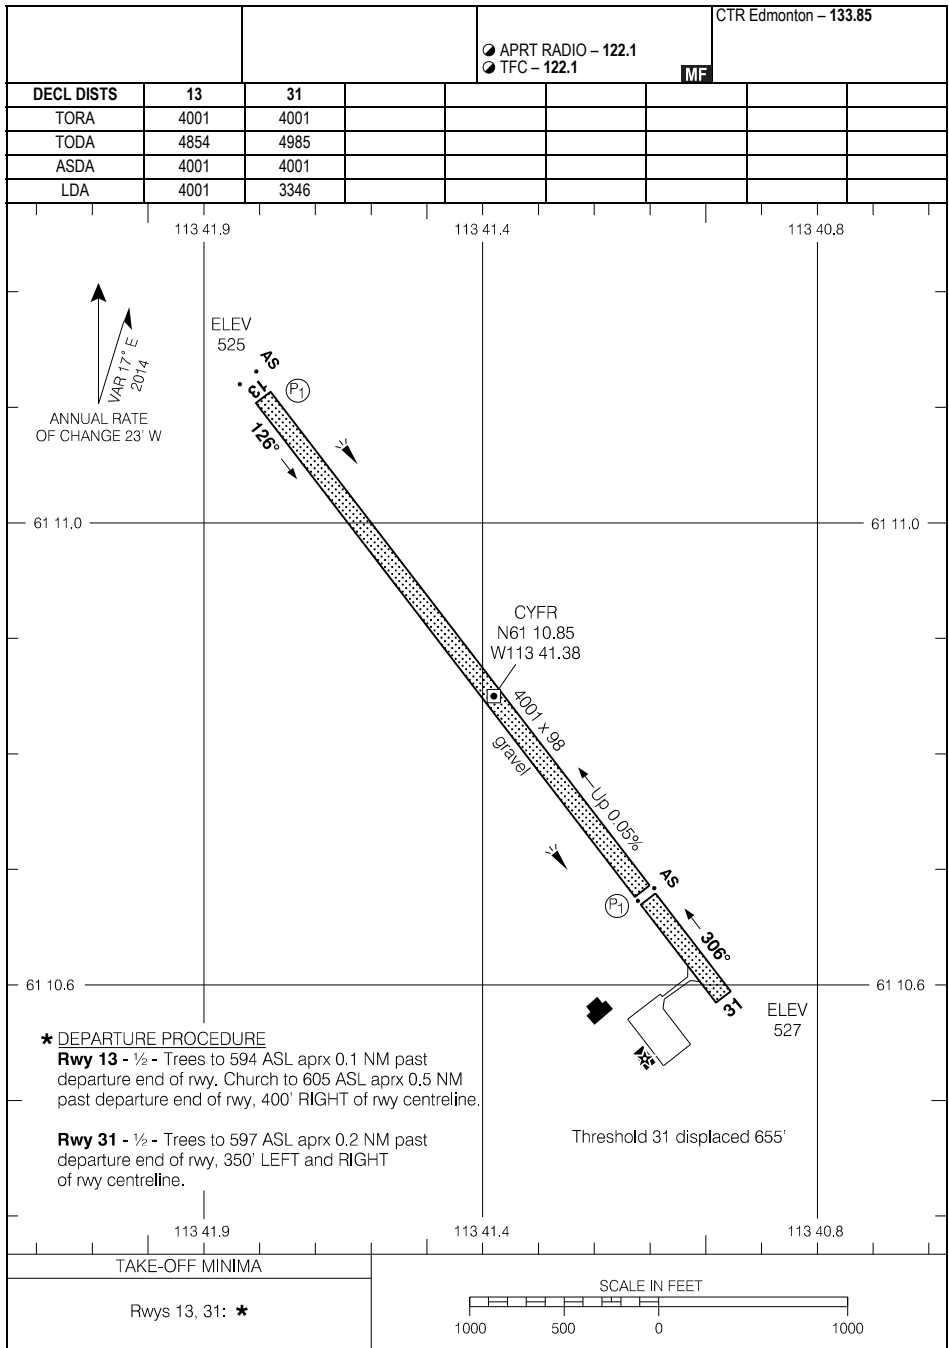 CTR Edmonton – 133.85
APRT RADIO – 122.1
TFC – 122.1
MF
DECL DISTS 13 31
TORA 4001 4001
TODA 4854 4985
ASDA 4001 4001
LDA 4001 3346
113 41.9 113 41.4 113 40.8
VAR 17° E
2014
ANNUAL RATE
OF CHANGE 23' W
ELEV
525
AS
13
P1
126°
61 11.0 61 11.0
CYFR
N61 10.85
W113 41.38
4001 x 98
gravel
Up 0.05%
AS
P1
306°
61 10.6 61 10.6
31
ELEV
527
* DEPARTURE PROCEDURE
Rwy 13 - ½ - Trees to 594 ASL aprx 0.1 NM past
departure end of rwy. Church to 605 ASL aprx 0.5 NM
past departure end of rwy, 400' RIGHT of rwy centreline.
Rwy 31 - ½ - Trees to 597 ASL aprx 0.2 NM past
departure end of rwy, 350' LEFT and RIGHT
of rwy centreline.
Threshold 31 displaced 655'
113 41.9 113 41.4 113 40.8
TAKE-OFF MINIMA
Rwys 13, 31: *
SCALE IN FEET
1000 500 0 1000